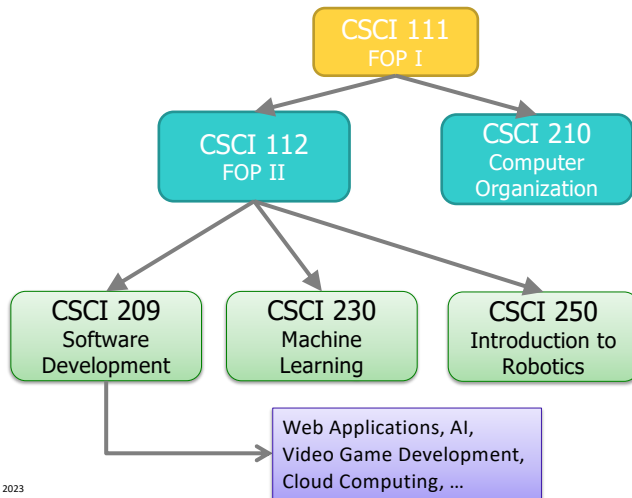 CSCI 111
FOP I
CSCI 112
FOP II
CSCI 210
Computer
Organization
CSCI 209
Software
Development
CSCI 230
Machine
Learning
CSCI 250
Introduction to
Robotics
Web Applications, AI,
Video Game Development,
Cloud Computing, …
2023